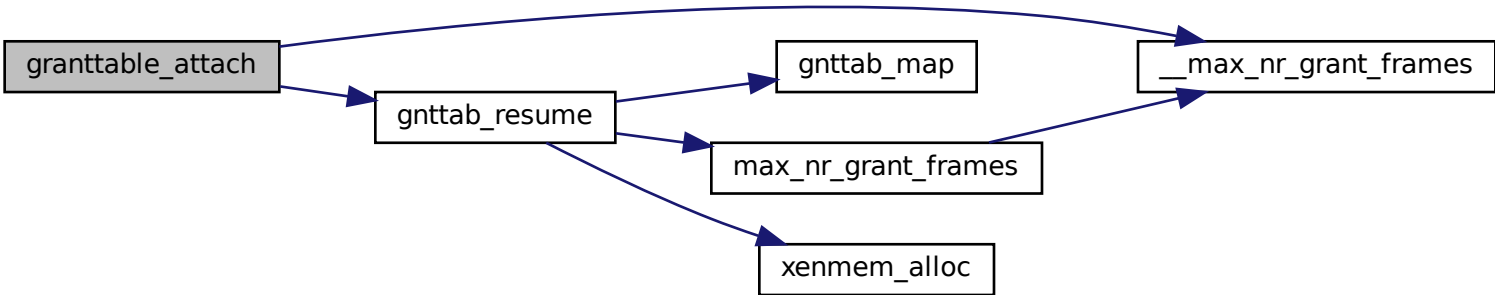 granttable_attach
gnttab_resume
gnttab_map
max_nr_grant_frames
xenmem_alloc
__max_nr_grant_frames